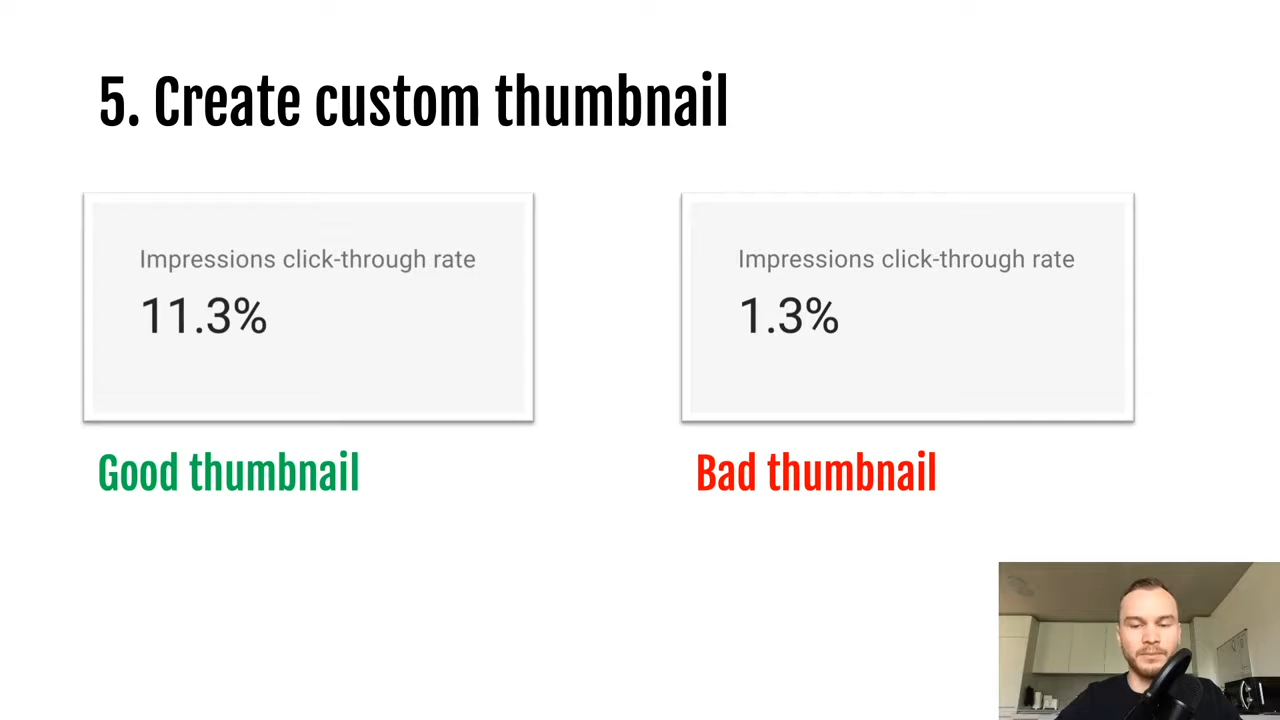 5. Create custom thumbnail
Impressions click-through rate
11.3%
Good thumbnail
Impressions click-through rate
1.3%
Bad thumbnail